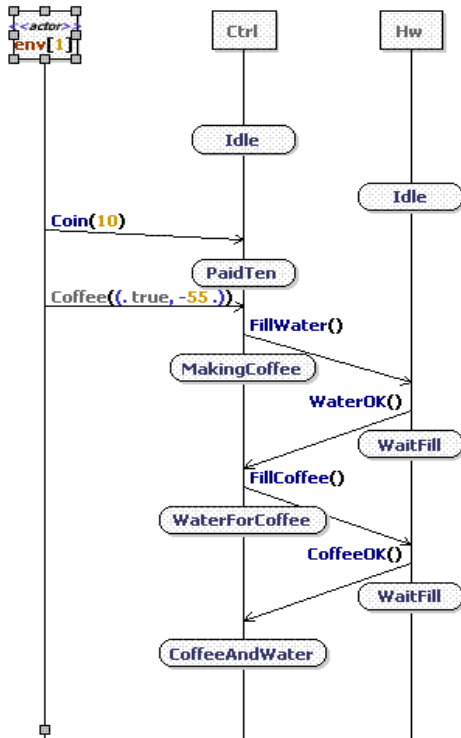 <<actor>>
env[1]
Ctrl
Hw
Idle
Idle
Coin(10)
PaidTen
Coffee((. true, -55 .))
FillWater()
MakingCoffee
WaterOK()
WaitFill
FillCoffee()
WaterForCoffee
CoffeeOK()
WaitFill
CoffeeAndWater